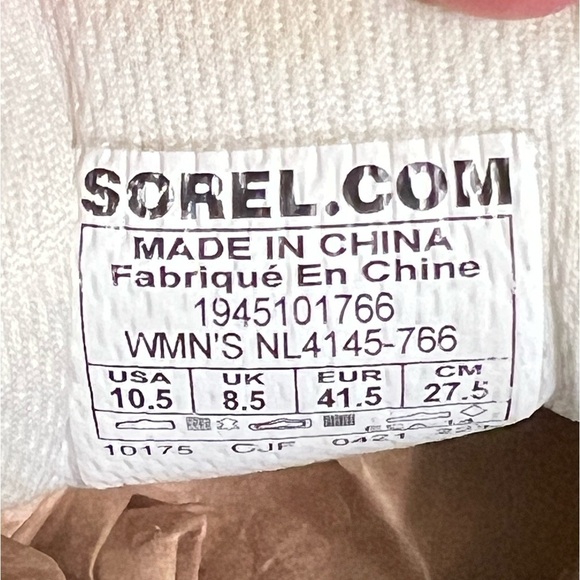 SOREL.COM
MADE IN CHINA
Fabriqué En Chine
1945101766
WMN'S NL4145-766
USA UK EUR CM
10.5 8.5 41.5 27.5
10175 CJF 0421